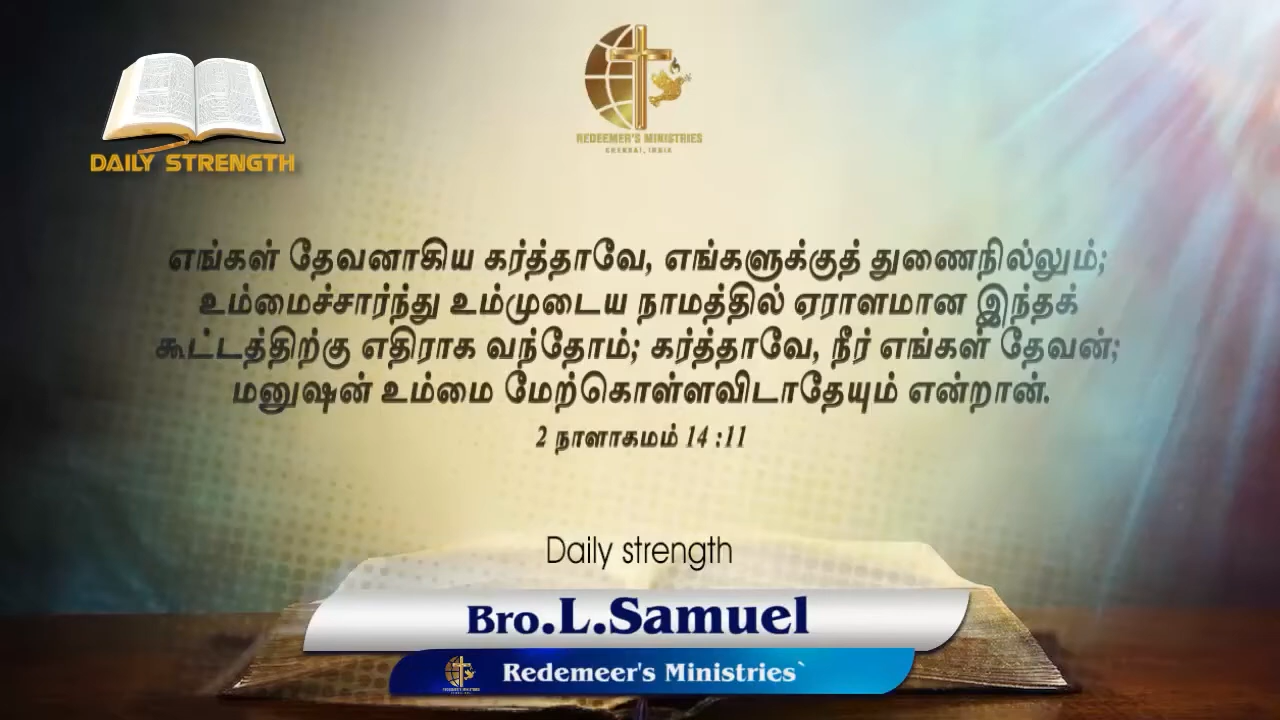 DAILY STRENGTH
REDEEMER'S MINISTRIES
CHENNAI, INDIA
எங்கள் தேவனாகிய கர்த்தாவே, எங்களுக்குத் துணைநில்லும்;
உம்மைச்சார்ந்து உம்முடைய நாமத்தில் ஏராளமான இந்தக்
கூட்டத்திற்கு எதிராக வந்தோம்; கர்த்தாவே, நீர் எங்கள் தேவன்;
மனுஷன் உம்மை மேற்கொள்ளவிடாதேயும் என்றான்.
2 நாளாகமம் 14 :11
Daily strength
Bro.L.Samuel
Redemeer's Ministries`